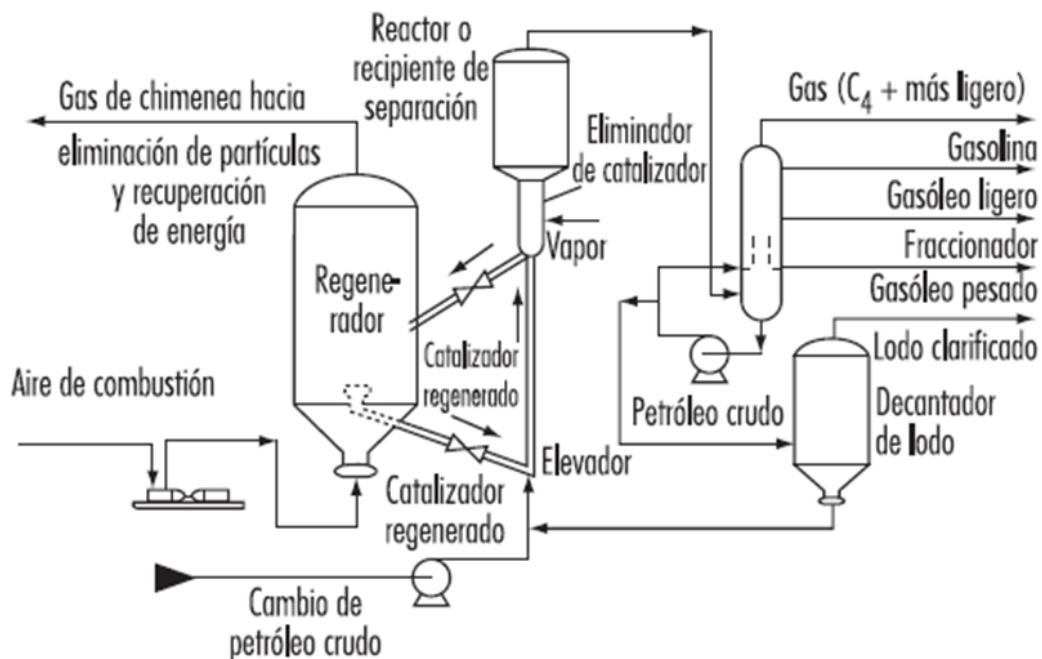 Reactor o
recipiente de
separación
Gas de chimenea hacia
eliminación de partículas
y recuperación
de energía
Eliminador
de catalizador
Vapor
Gas (C₄ + más ligero)
Gasolina
Gasóleo ligero
Fraccionador
Gasóleo pesado
Lodo clarificado
Regene-
rador
Catalizador
regenerado
Aire de combustión
Petróleo crudo
Decantador
de lodo
Elevador
Catalizador
regenerado
Cambio de
petróleo crudo